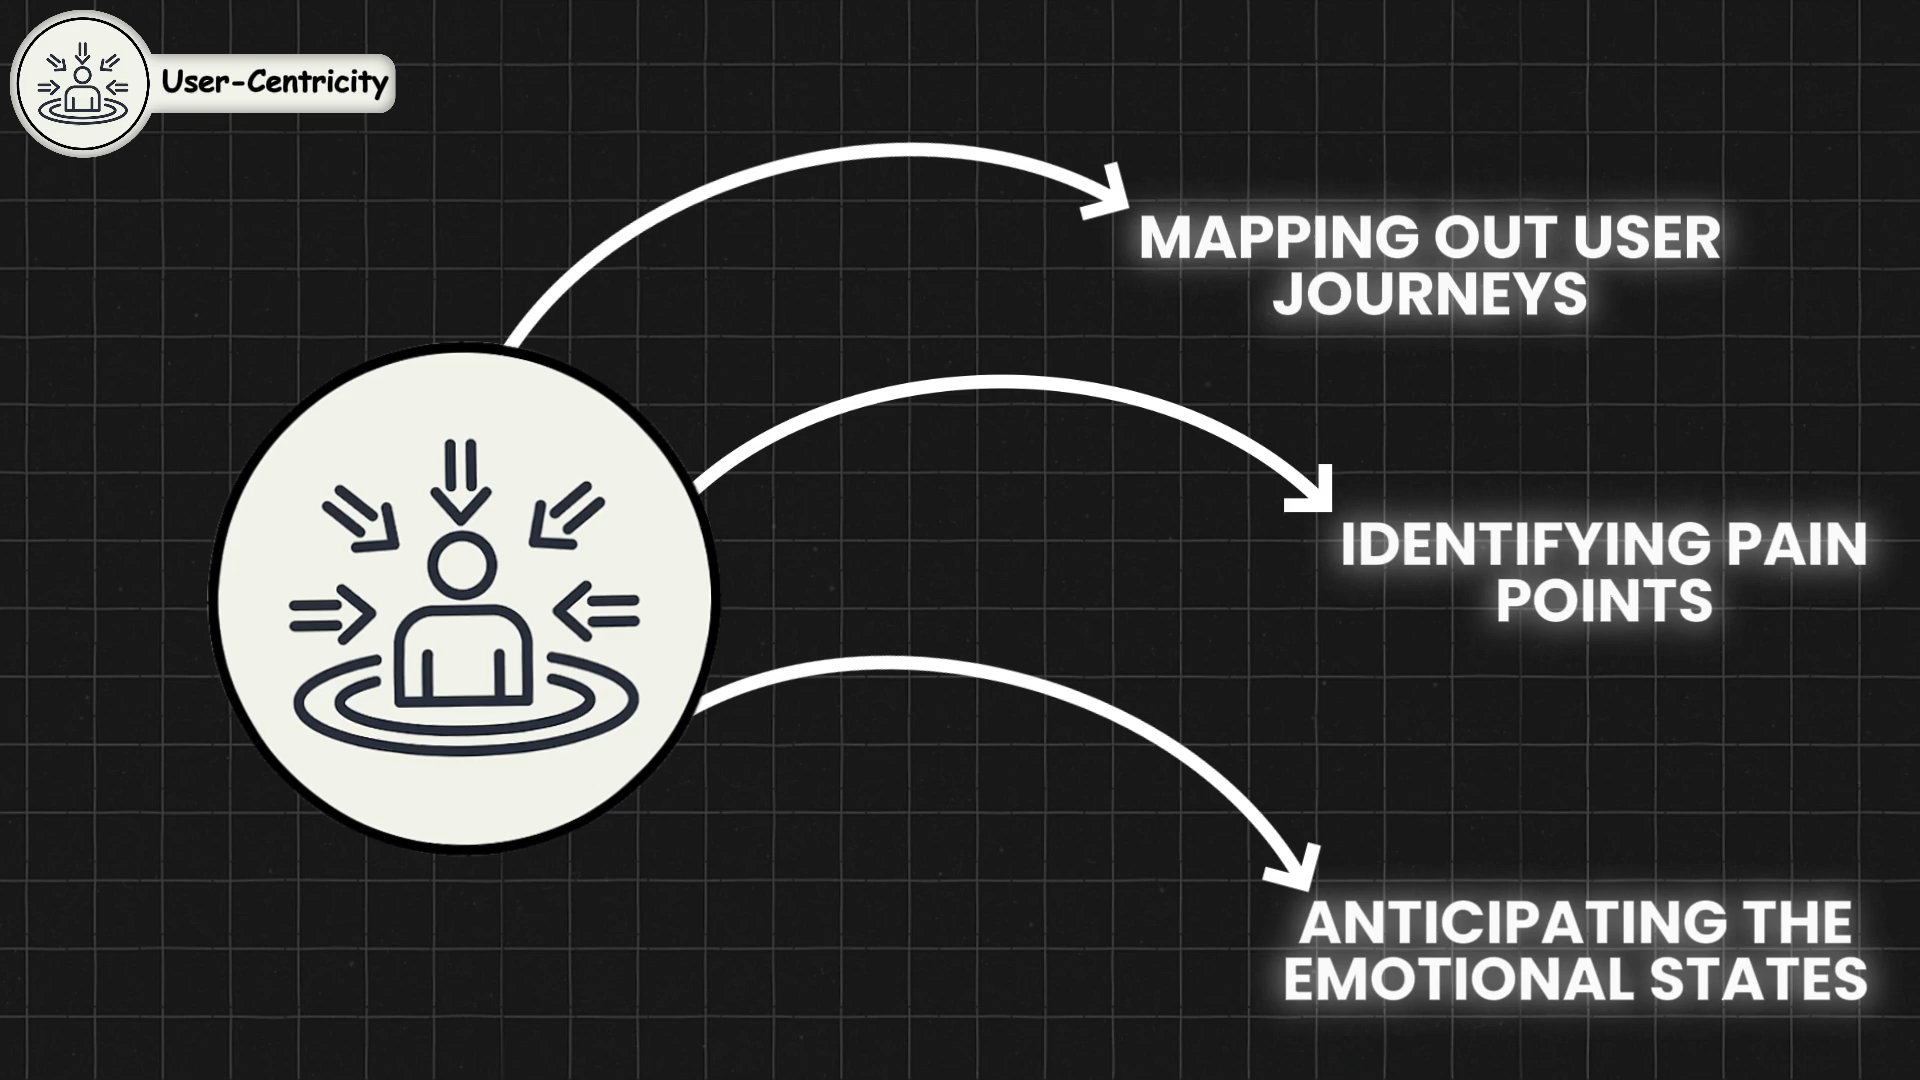 User-Centricity
MAPPING OUT USER
JOURNEYS
IDENTIFYING PAIN
POINTS
ANTICIPATING THE
EMOTIONAL STATES